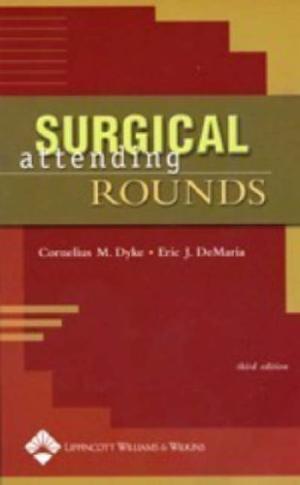 SURGICAL
attending
ROUNDS
Cornelius M. Dyke • Eric J. DeMaria
third edition
LIPPINCOTT WILLIAMS & WILKINS